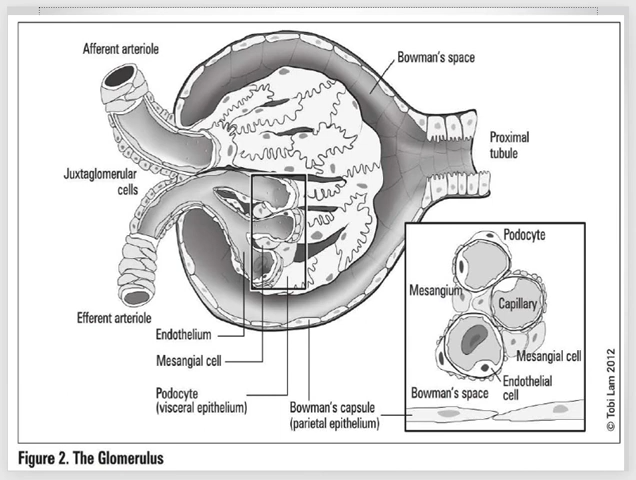 Afferent arteriole
Bowman's space
Proximal
tubule
Juxtaglomerular
cells
Efferent arteriole
Endothelium
Mesangial cell
Podocyte
(visceral epithelium)
Bowman's capsule
(parietal epithelium)
Podocyte
Mesangium
Capillary
Mesangial cell
Endothelial
cell
Bowman's space
© Tobi Lam 2012
Figure 2. The Glomerulus